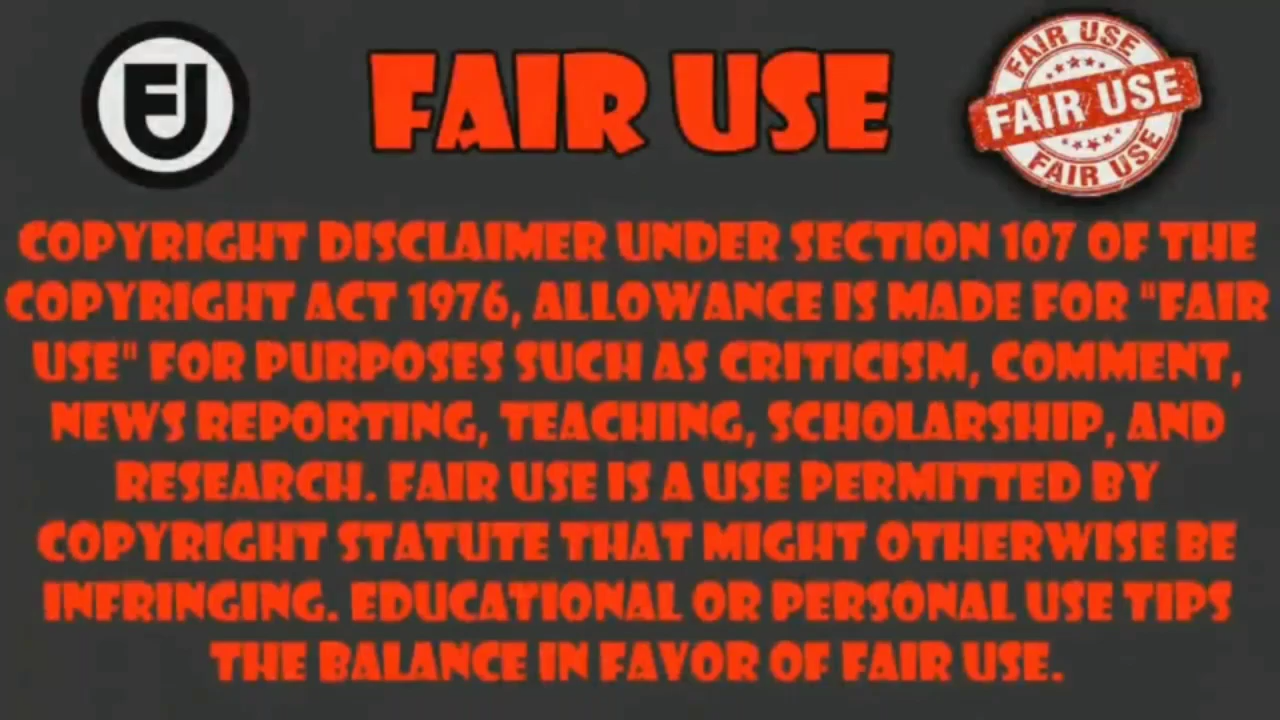 FAIR USE
FAIR USE
FAIR USE
FAIR USE
COPYRIGHT DISCLAIMER UNDER SECTION 107 OF THE
COPYRIGHT ACT 1976, ALLOWANCE IS MADE FOR "FAIR
USE" FOR PURPOSES SUCH AS CRITICISM, COMMENT,
NEWS REPORTING, TEACHING, SCHOLARSHIP, AND
RESEARCH. FAIR USE IS A USE PERMITTED BY
COPYRIGHT STATUTE THAT MIGHT OTHERWISE BE
INFRINGING. EDUCATIONAL OR PERSONAL USE TIPS
THE BALANCE IN FAVOR OF FAIR USE.